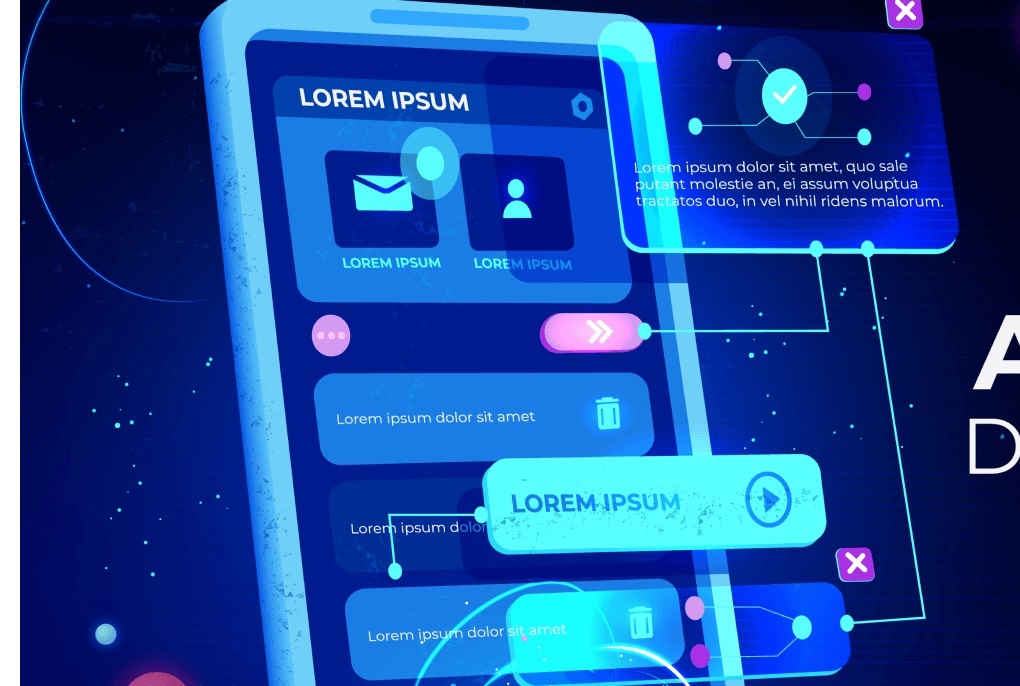 LOREM IPSUM
Lorem ipsum dolor sit amet, quo sale
putant molestie an, ei assum voluptua
tractatos duo, in vel nihil ridens malorum.
LOREM IPSUM
LOREM IPSUM
A
D
Lorem ipsum dolor sit amet
LOREM IPSUM
Lorem ipsum dolor
Lorem ipsum dolor sit amet